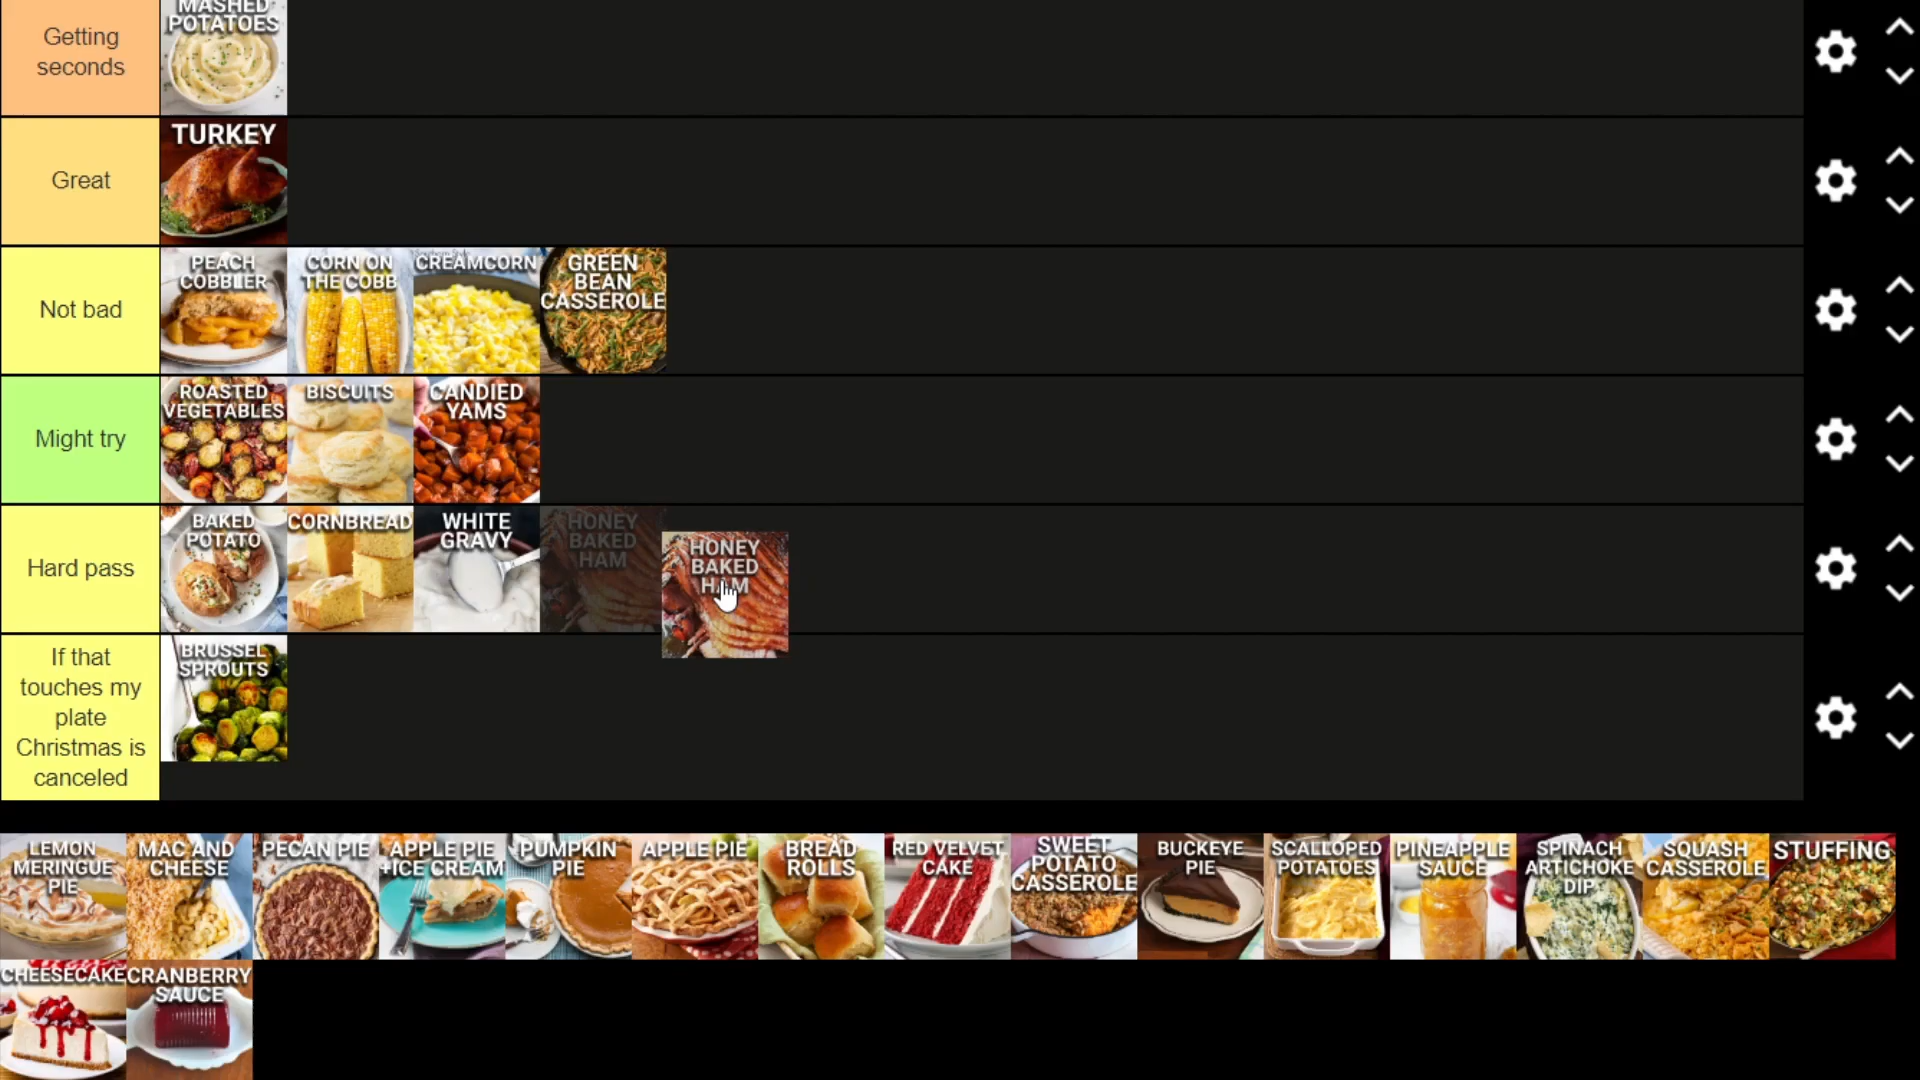 Getting
seconds
MASHED
POTATOES
Great
TURKEY
Not bad
PEACH
COBBLER
CORN ON
THE COBB
CREAMCORN
GREEN
BEAN
CASSEROLE
Might try
ROASTED
VEGETABLES
BISCUITS
CANDIED
YAMS
Hard pass
BAKED
POTATO
CORNBREAD
WHITE
GRAVY
HONEY
BAKED
HAM
HONEY
BAKED
HAM
If that
touches my
plate
Christmas is
canceled
BRUSSEL
SPROUTS
LEMON
MERINGUE
PIE
MAC AND
CHEESE
PECAN PIE
APPLE PIE
+ICE CREAM
PUMPKIN
PIE
APPLE PIE
BREAD
ROLLS
RED VELVET
CAKE
SWEET
POTATO
CASSEROLE
BUCKEYE
PIE
SCALLOPED
POTATOES
PINEAPPLE
SAUCE
SPINACH
ARTICHOKE
DIP
SQUASH
CASSEROLE
STUFFING
CHEESECAKE
CRANBERRY
SAUCE